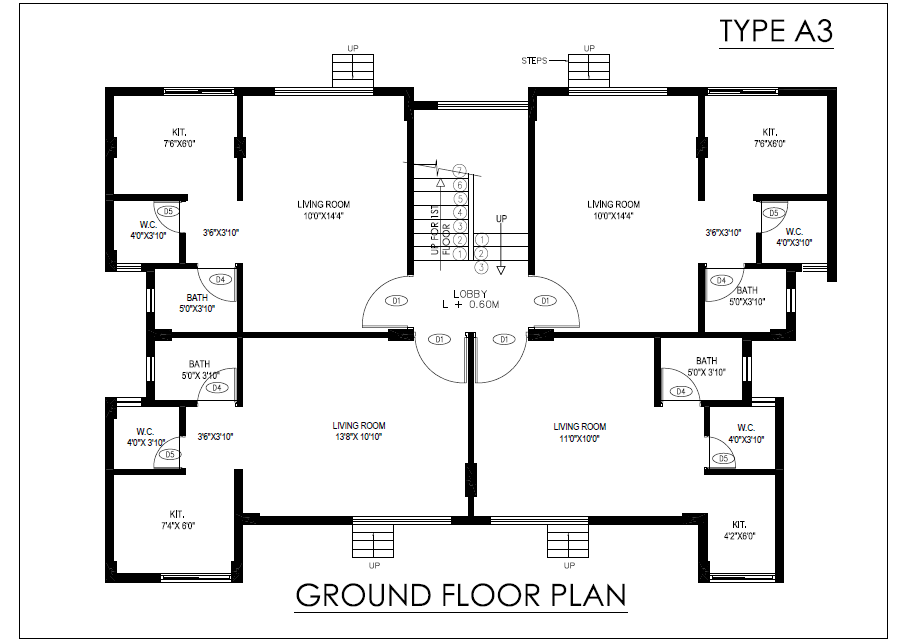 TYPE A3
UP
UP
STEPS
KIT.
7'6"X6'0"
KIT.
7'6"X6'0"
LIVING ROOM
10'0"X14'4"
LIVING ROOM
10'0"X14'4"
7
6
5
4
3
2
1
UP FOR 1ST
FLOOR
UP
1
2
3
D5
W.C.
4'0"X3'10"
3'6"X3'10"
3'6"X3'10"
D5
W.C.
4'0"X3'10"
D4
BATH
5'0"X3'10"
D4
BATH
5'0"X3'10"
D1
LOBBY
L + 0.60M
D1
D1
D1
BATH
5'0"X 3'10"
D4
BATH
5'0"X 3'10"
D4
W.C.
4'0"X 3'10"
D5
3'6"X3'10"
LIVING ROOM
13'8"X 10'10"
LIVING ROOM
11'0"X10'0"
W.C.
4'0"X3'10"
D5
KIT.
7'4"X 6'0"
KIT.
4'2"X6'0"
UP
UP
GROUND FLOOR PLAN